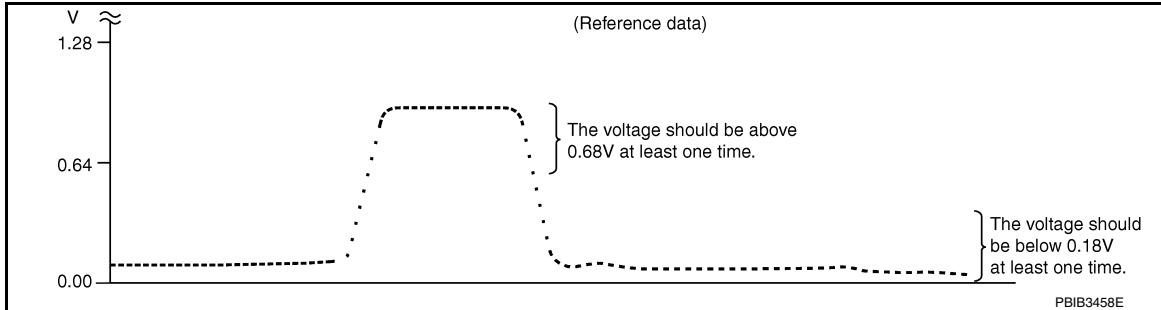 V
(Reference data)
1.28
The voltage should be above
0.68V at least one time.
0.64
The voltage should
be below 0.18V
at least one time.
0.00
PBIB3458E